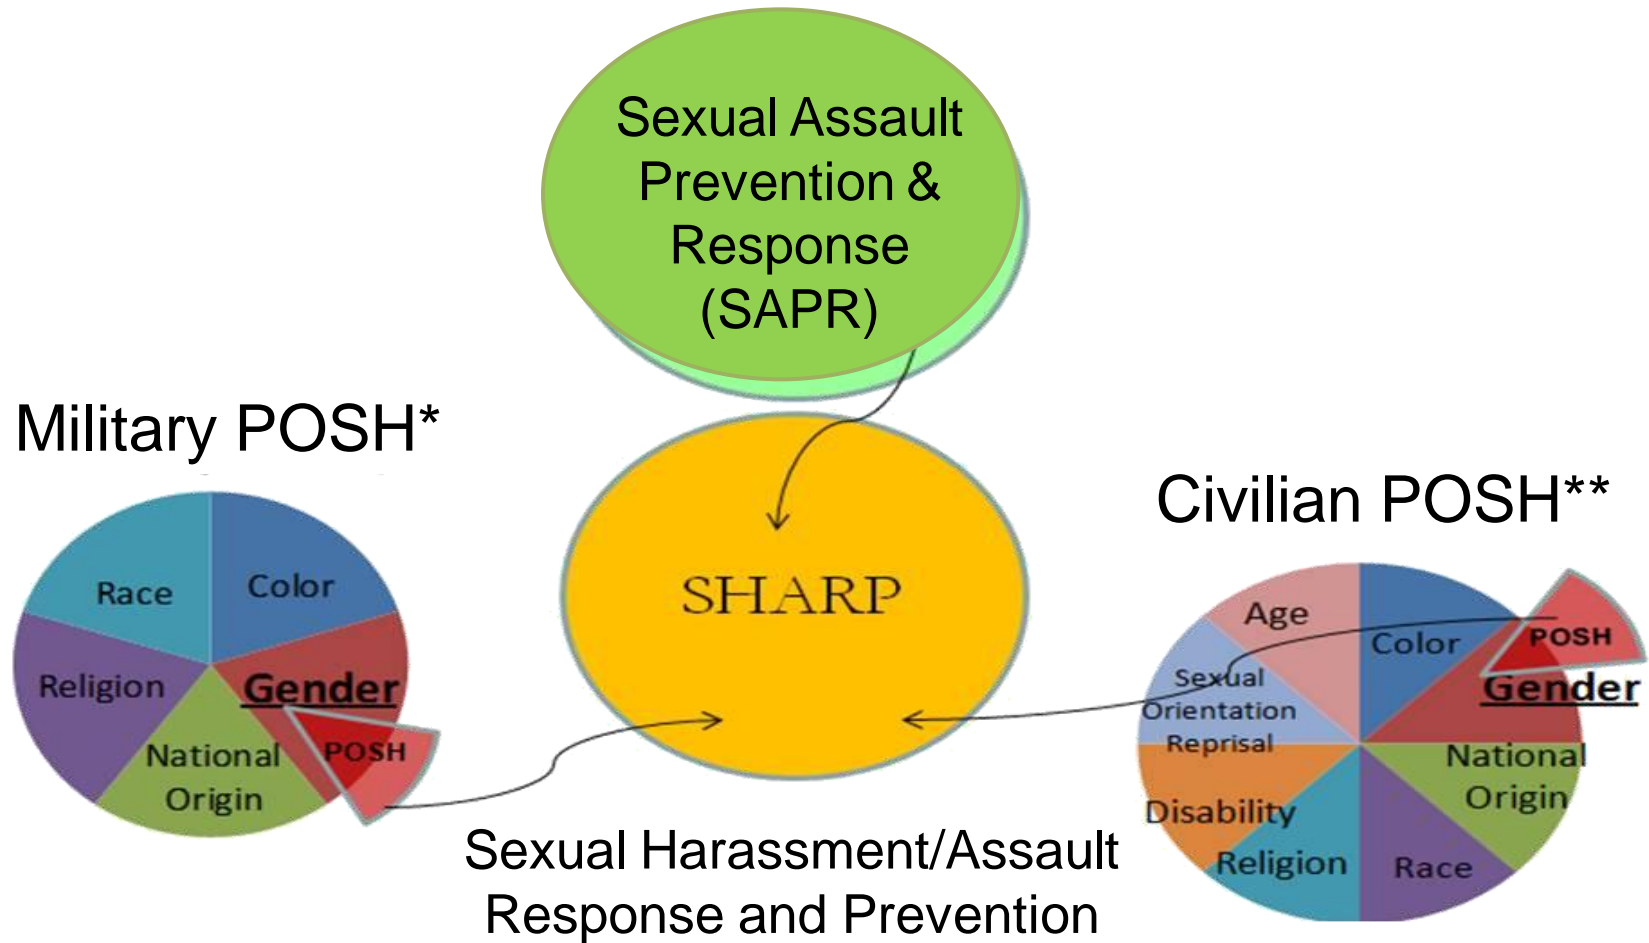 Sexual Assault
Prevention &
Response
(SAPR)
Military POSH*
Race
Color
Religion
Gender
National
Origin
POSH
SHARP
Civilian POSH**
Age
Color
POSH
Sexual
Orientation
Reprisal
Gender
National
Origin
Disability
Religion
Race
Sexual Harassment/Assault
Response and Prevention